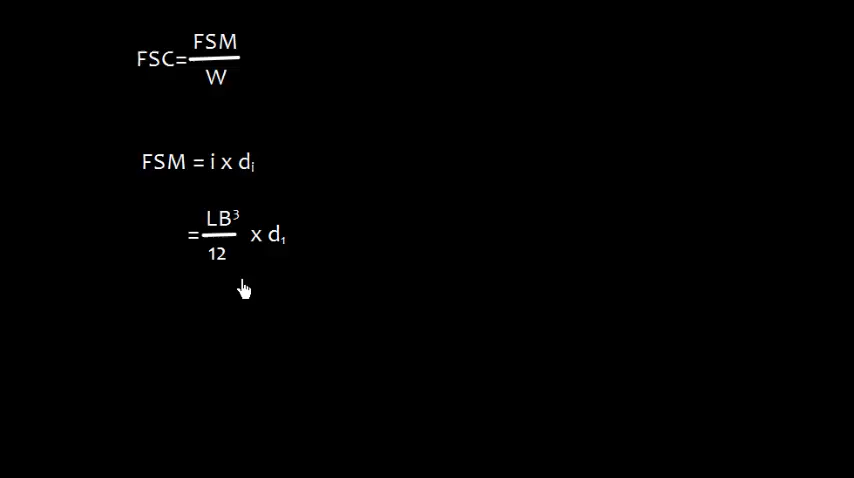 FSC= FSM
W
FSM = i x dᵢ
= LB³ x d₁
12